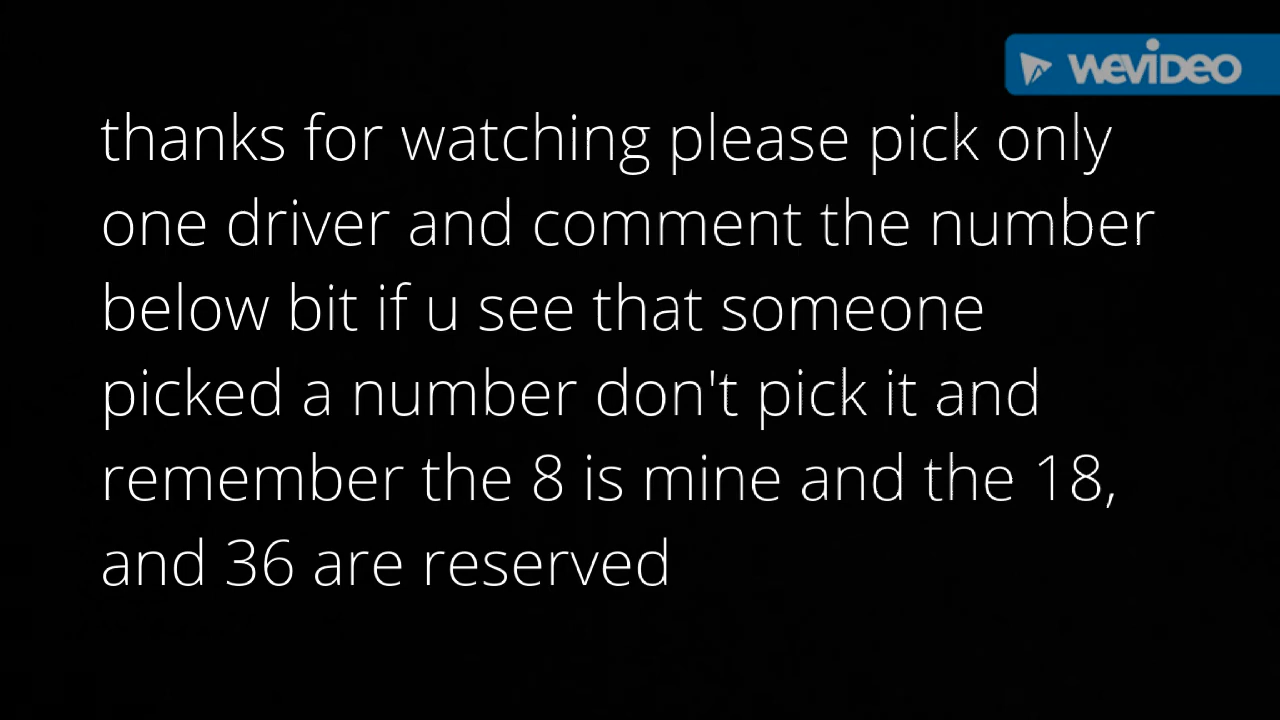 WEVIDEO
thanks for watching please pick only
one driver and comment the number
below bit if u see that someone
picked a number don't pick it and
remember the 8 is mine and the 18,
and 36 are reserved